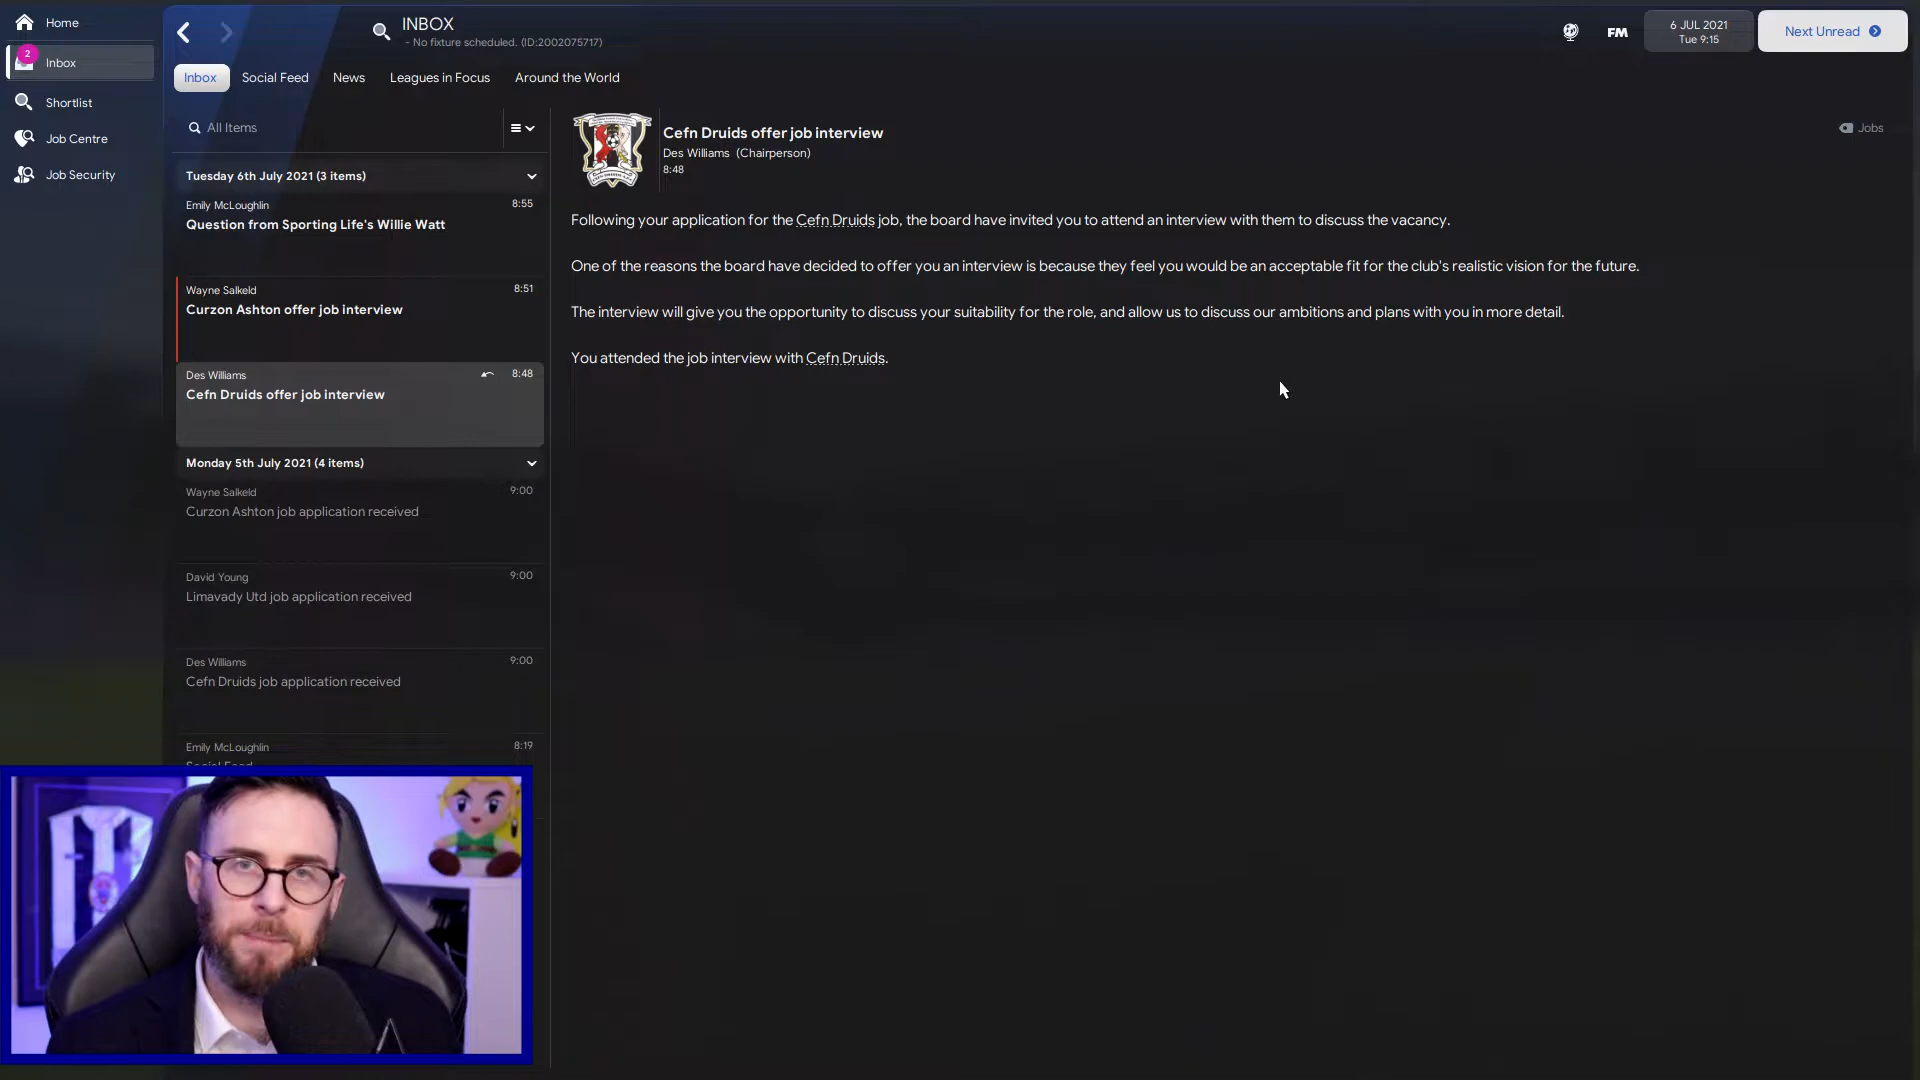 Home
2
Inbox
Shortlist
Job Centre
Job Security
INBOX
- No fixture scheduled. (ID:2002075717)
FM
6 JUL 2021
Tue 9:15
Next Unread
Inbox
Social Feed
News
Leagues in Focus
Around the World
All Items
Tuesday 6th July 2021 (3 items)
Emily McLoughlin
8:55
Question from Sporting Life's Willie Watt
Wayne Salkeld
8:51
Curzon Ashton offer job interview
Des Williams
8:48
Cefn Druids offer job interview
Monday 5th July 2021 (4 items)
Wayne Salkeld
9:00
Curzon Ashton job application received
David Young
9:00
Limavady Utd job application received
Des Williams
9:00
Cefn Druids job application received
Emily McLoughlin
8:19
Social Feed
Cefn Druids offer job interview
Des Williams (Chairperson)
8:48
Jobs
Following your application for the Cefn Druids job, the board have invited you to attend an interview with them to discuss the vacancy.
One of the reasons the board have decided to offer you an interview is because they feel you would be an acceptable fit for the club's realistic vision for the future.
The interview will give you the opportunity to discuss your suitability for the role, and allow us to discuss our ambitions and plans with you in more detail.
You attended the job interview with Cefn Druids.